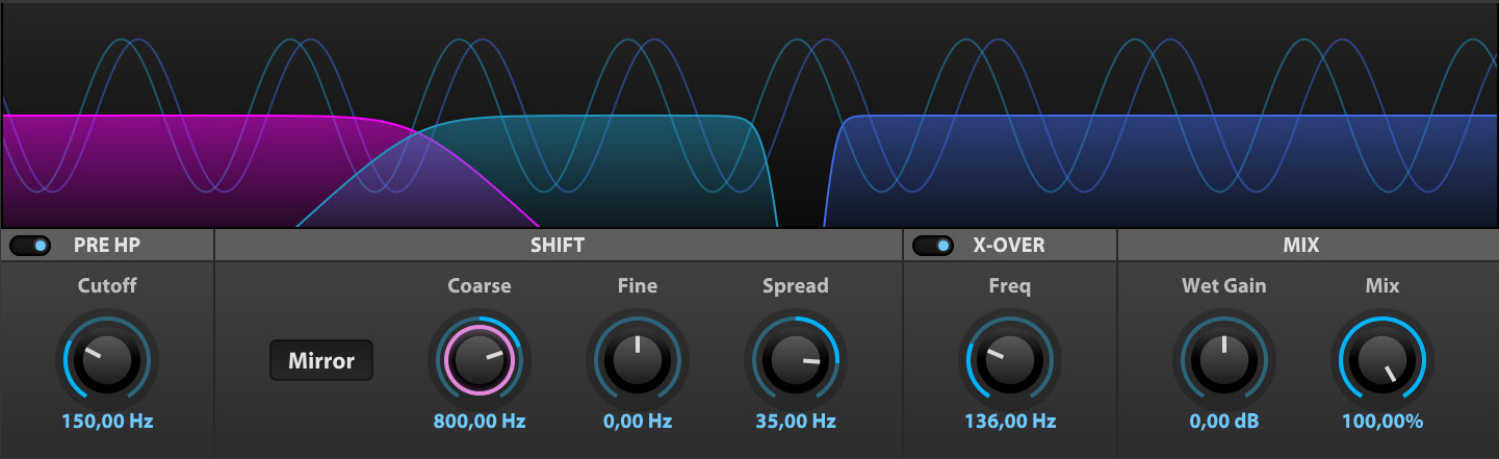 PRE HP SHIFT X-OVER MIX
Cutoff Coarse Fine Spread Freq Wet Gain Mix
Mirror
150,00 Hz 800,00 Hz 0,00 Hz 35,00 Hz 136,00 Hz 0,00 dB 100,00%